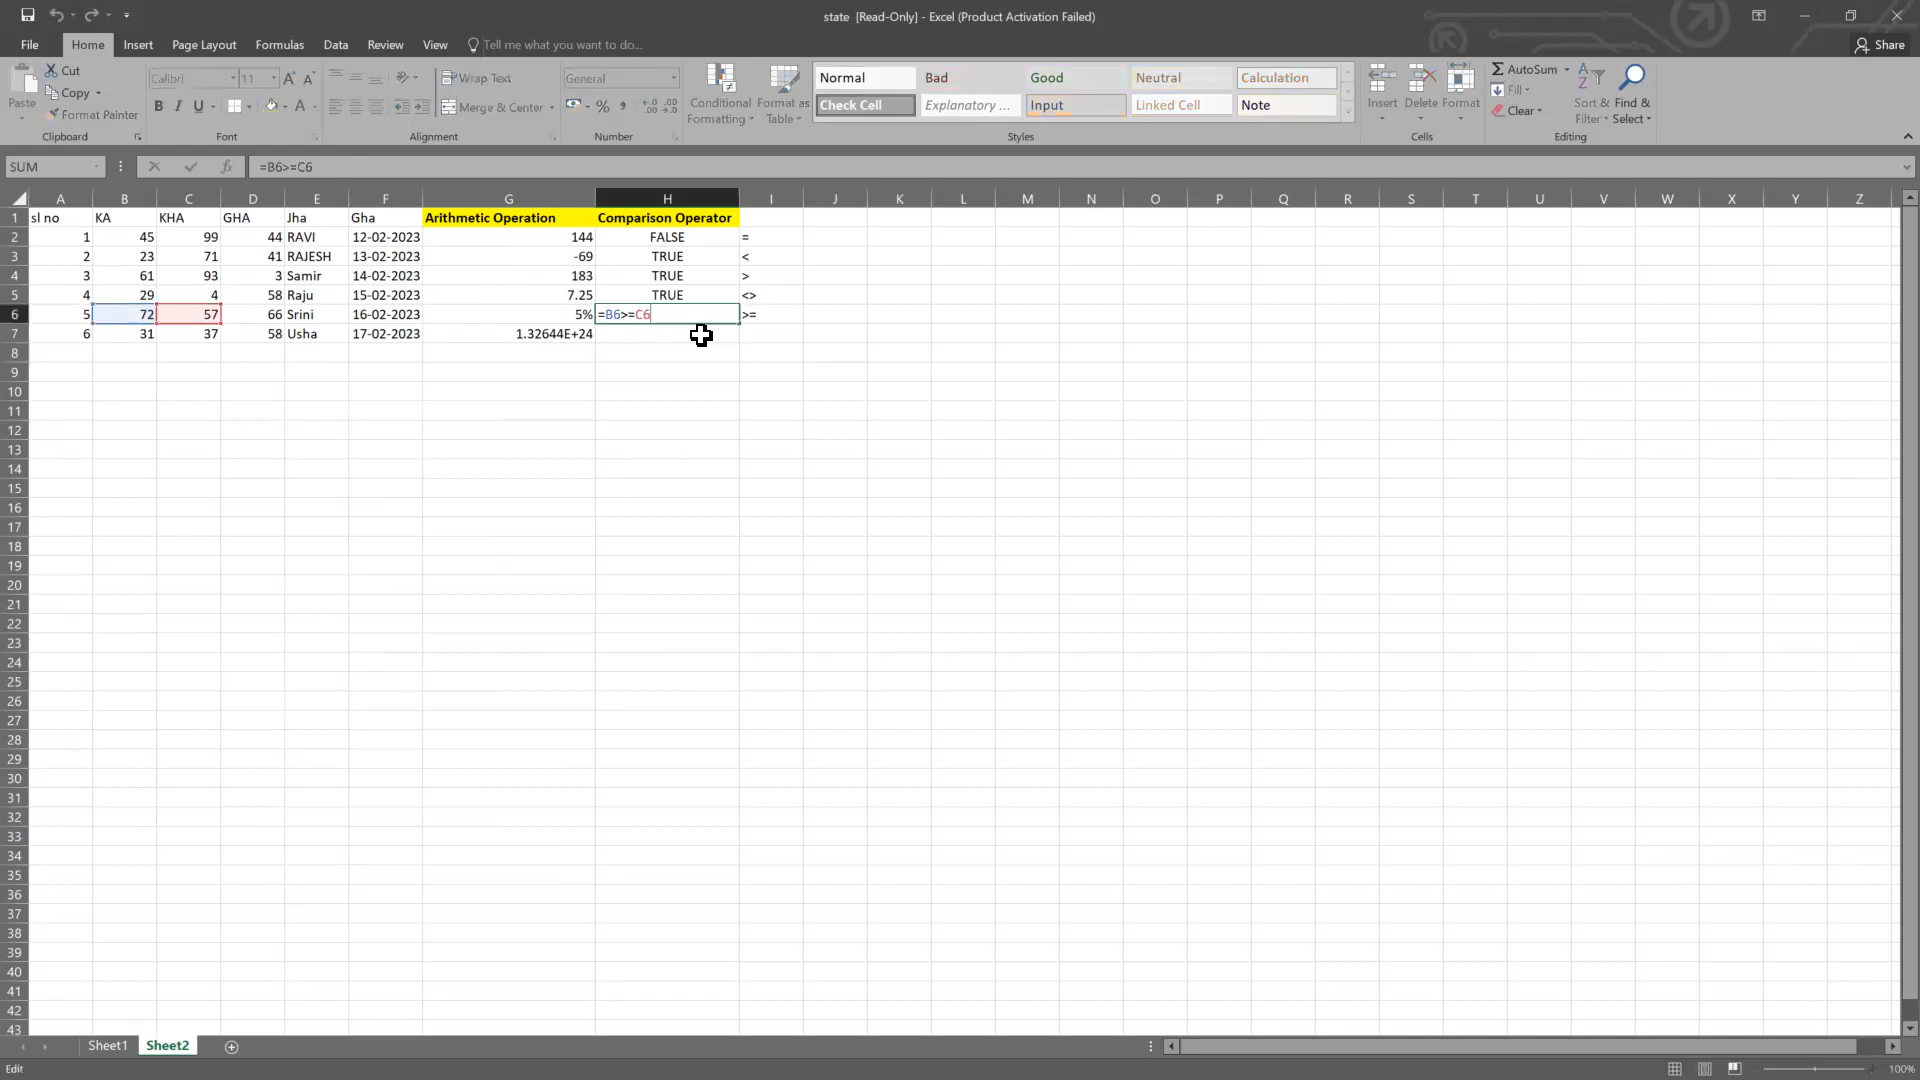 state [Read-Only] - Excel (Product Activation Failed)
File Home Insert Page Layout Formulas Data Review View Tell me what you want to do... Share
Paste Cut Copy Format Painter
Calibri 11 A A B I U A
Wrap Text Merge & Center
General % , .0 .00
Conditional Formatting Format as Table
Normal Bad Good Neutral Calculation
Check Cell Explanatory ... Input Linked Cell Note
Insert Delete Format
AutoSum Fill Clear Sort & Filter Find & Select
Clipboard Font Alignment Number Styles Cells Editing
SUM fx =B6>=C6
A B C D E F G H I J K L M N O P Q R S T U V W X Y Z
1 sl no KA KHA GHA Jha Gha Arithmetic Operation Comparison Operator
2 1 45 99 44 RAVI 12-02-2023 144 FALSE =
3 2 23 71 41 RAJESH 13-02-2023 -69 TRUE <
4 3 61 93 3 Samir 14-02-2023 183 TRUE >
5 4 29 4 58 Raju 15-02-2023 7.25 TRUE <>
6 5 72 57 66 Srini 16-02-2023 5% =B6>=C6 >=
7 6 31 37 58 Usha 17-02-2023 1.32644E+24
8
9
10
11
12
13
14
15
16
17
18
19
20
21
22
23
24
25
26
27
28
29
30
31
32
33
34
35
36
37
38
39
40
41
42
43
Sheet1 Sheet2
Edit 100%